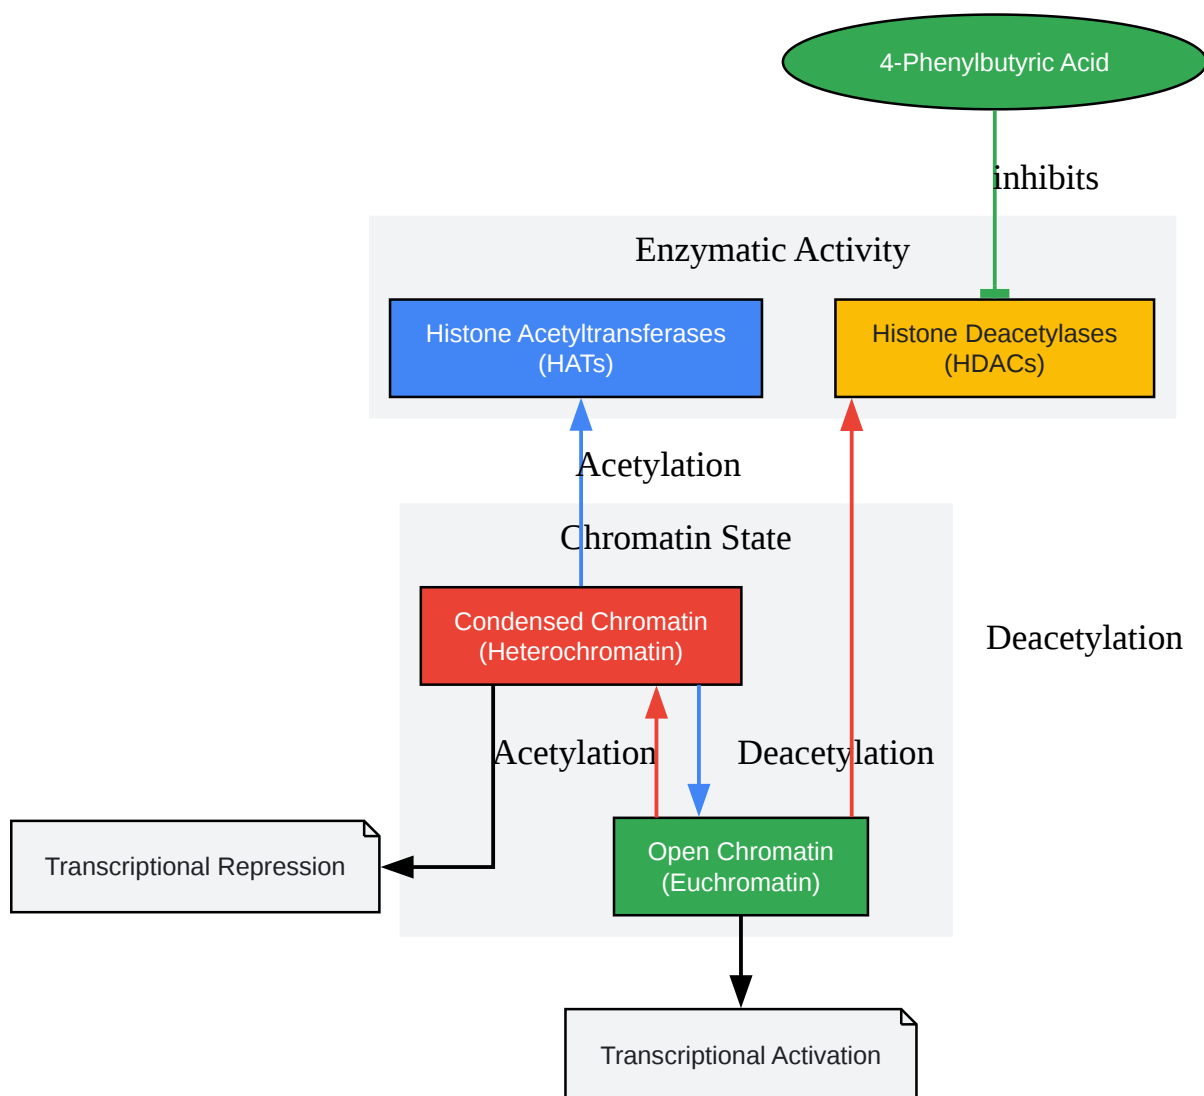 4-Phenylbutyric Acid
inhibits
Enzymatic Activity
Histone Acetyltransferases
(HATs)
Histone Deacetylases
(HDACs)
Acetylation
Chromatin State
Condensed Chromatin
(Heterochromatin)
Deacetylation
Acetylation
Deacetylation
Transcriptional Repression
Open Chromatin
(Euchromatin)
Transcriptional Activation